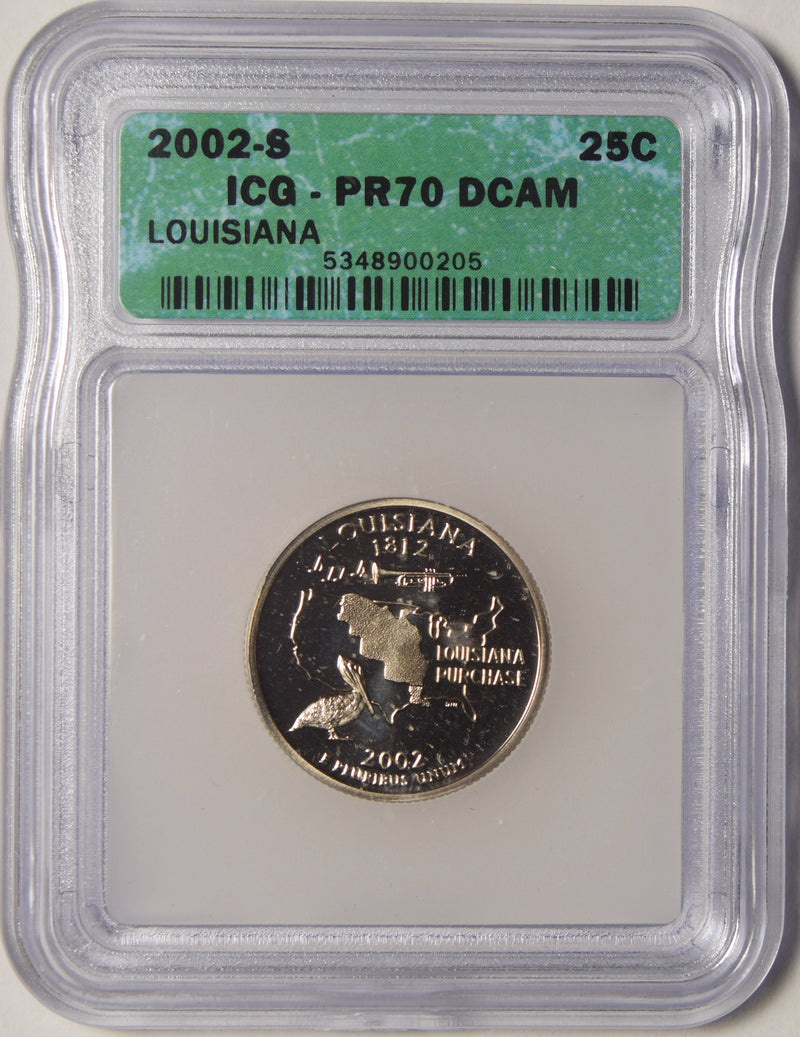 2002-S 25C
ICG - PR70 DCAM
LOUISIANA
5348900205
LOUISIANA
1812
LOUISIANA
PURCHASE
2002
E PLURIBUS UNUM